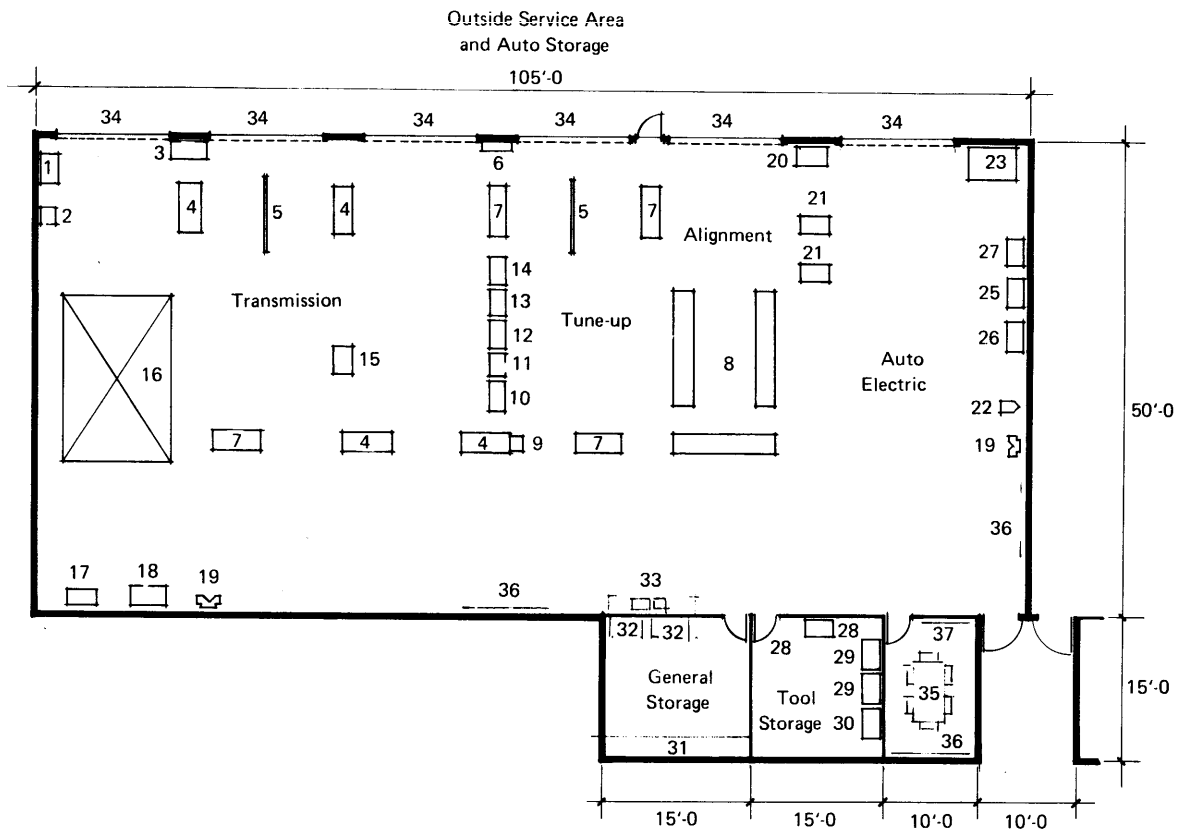 Outside Service Area
and Auto Storage
105'-0
34 34 34 34 34 34
3 6 20 23
1
2
4 5 4 7 5 7 21
Alignment
21
27
14
13
Transmission
12
Tune-up
25
26
15
11
8
Auto
Electric
16
10
22
50'-0
7 4 4 9 7
19
36
17 18 19
36
33
32 32
28
28
37
General
Storage
29
29
Tool
Storage
30
35
15'-0
31
36
15'-0 15'-0 10'-0 10'-0